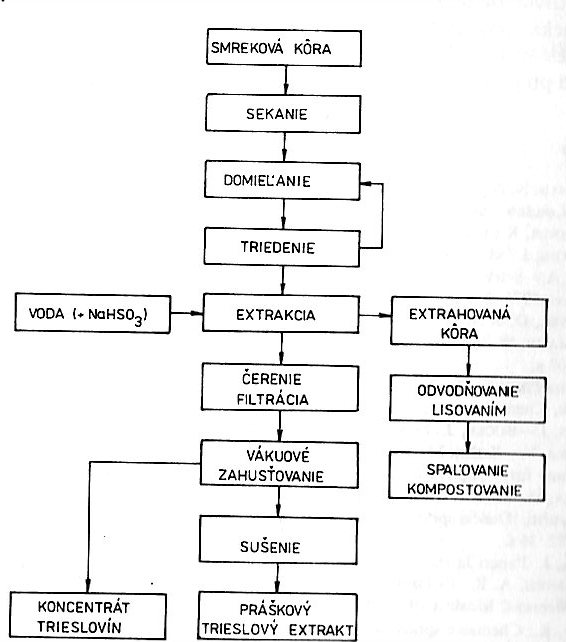 SMREKOVÁ KÔRA
SEKANIE
DOMIEĽANIE
TRIEDENIE
VODA (+ NaHSO3)
EXTRAKCIA
EXTRAHOVANÁ
KÔRA
ČERENIE
FILTRÁCIA
ODVODŇOVANIE
LISOVANÍM
VÁKUOVÉ
ZAHUSŤOVANIE
SPAĽOVANIE
KOMPOSTOVANIE
SUŠENIE
KONCENTRÁT
TRIESLOVÍN
PRÁŠKOVÝ
TRIESLOVÝ EXTRAKT